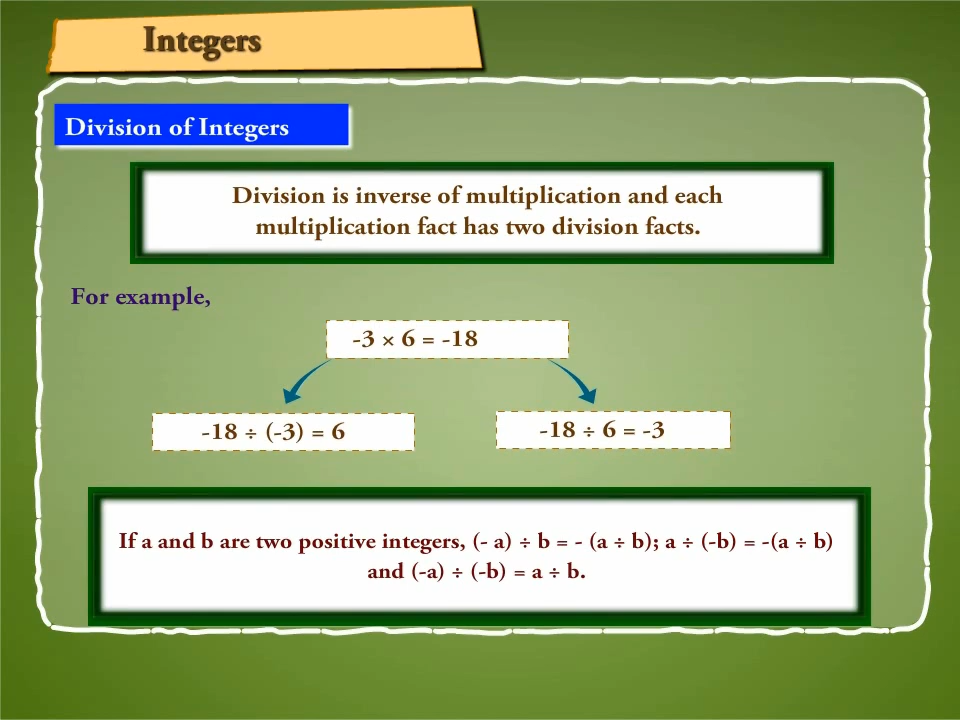 Integers
Division of Integers
Division is inverse of multiplication and each
multiplication fact has two division facts.
For example,
-3 × 6 = -18
-18 ÷ (-3) = 6
-18 ÷ 6 = -3
If a and b are two positive integers, (- a) ÷ b = - (a ÷ b); a ÷ (-b) = -(a ÷ b)
and (-a) ÷ (-b) = a ÷ b.